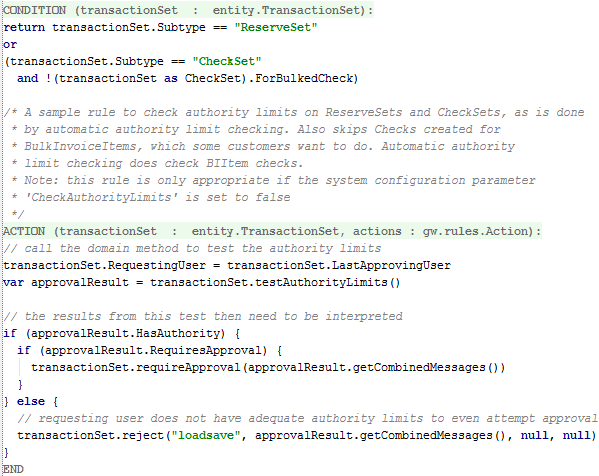 CONDITION (transactionSet : entity.TransactionSet):
return transactionSet.Subtype == "ReserveSet"
or
(transactionSet.Subtype == "CheckSet"
and !(transactionSet as CheckSet).ForBulkedCheck)
/* A sample rule to check authority limits on ReserveSets and CheckSets, as is done
* by automatic authority limit checking. Also skips Checks created for
* BulkInvoiceItems, which some customers want to do. Automatic authority
* limit checking does check BIItem checks.
* Note: this rule is only appropriate if the system configuration parameter
* 'CheckAuthorityLimits' is set to false
*/
ACTION (transactionSet : entity.TransactionSet, actions : gw.rules.Action):
// call the domain method to test the authority limits
transactionSet.RequestingUser = transactionSet.LastApprovingUser
var approvalResult = transactionSet.testAuthorityLimits()
// the results from this test then need to be interpreted
if (approvalResult.HasAuthority) {
if (approvalResult.RequiresApproval) {
transactionSet.requireApproval(approvalResult.getCombinedMessages())
}
} else {
// requesting user does not have adequate authority limits to even attempt approval
transactionSet.reject("loadsave", approvalResult.getCombinedMessages(), null, null)
}
END